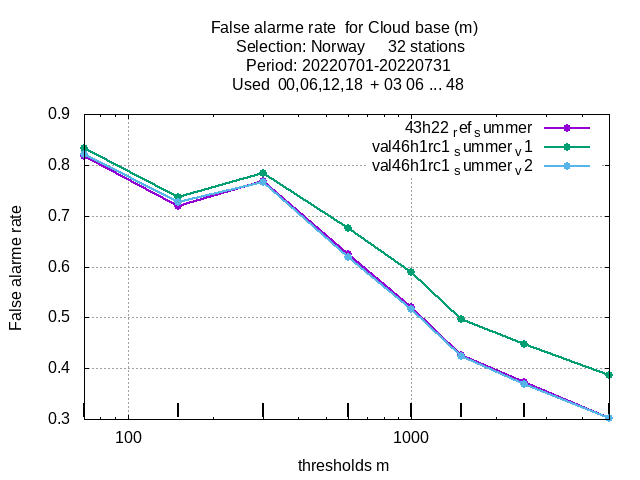 False alarme rate for Cloud base (m)
Selection: Norway 32 stations
Period: 20220701-20220731
Used 00,06,12,18 + 03 06 ... 48
43h22 ref summer
val46h1rc1 summer v1
val46h1rc1 summer v2
0.9
0.8
0.7
0.6
0.5
0.4
0.3
False alarme rate
100
1000
thresholds m